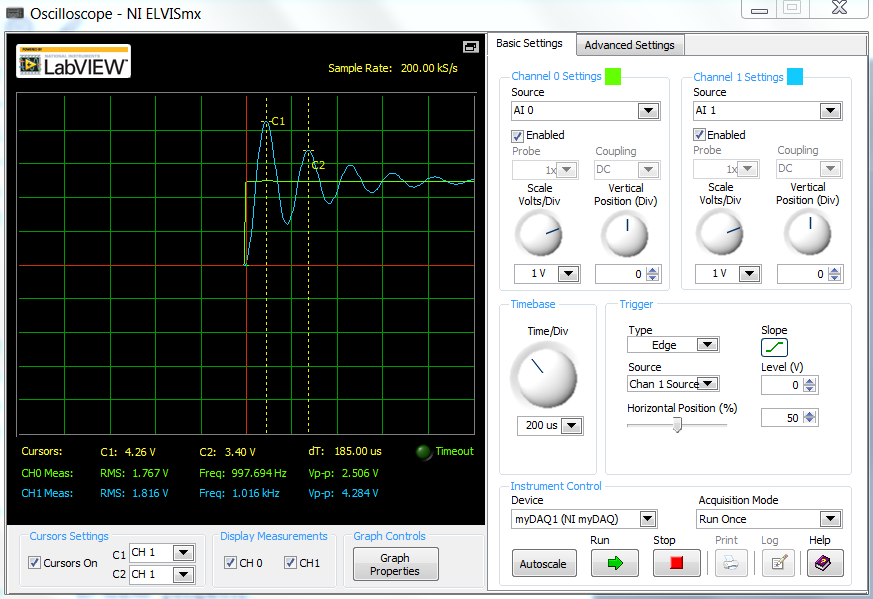 Oscilloscope - NI ELVISmx
POWERED BY
NATIONAL INSTRUMENTS
LabVIEW™
Sample Rate: 200.00 kS/s
C1
C2
Cursors: C1: 4.26 V C2: 3.40 V dT: 185.00 us Timeout
CH0 Meas: RMS: 1.767 V Freq: 997.694 Hz Vp-p: 2.506 V
CH1 Meas: RMS: 1.816 V Freq: 1.016 kHz Vp-p: 4.284 V
Cursors Settings
Cursors On
C1 CH 1
C2 CH 1
Display Measurements
CH 0 CH1
Graph Controls
Graph
Properties
Basic Settings Advanced Settings
Channel 0 Settings
Source
AI 0
Enabled
Probe Coupling
1x DC
Scale
Volts/Div
Vertical
Position (Div)
1 V 0
Channel 1 Settings
Source
AI 1
Enabled
Probe Coupling
1x DC
Scale
Volts/Div
Vertical
Position (Div)
1 V 0
Timebase
Time/Div
200 us
Trigger
Type
Edge
Slope
Source
Chan 1 Source
Level (V)
0
Horizontal Position (%)
50
Instrument Control
Device
myDAQ1 (NI myDAQ)
Acquisition Mode
Run Once
Run Stop Print Log Help
Autoscale